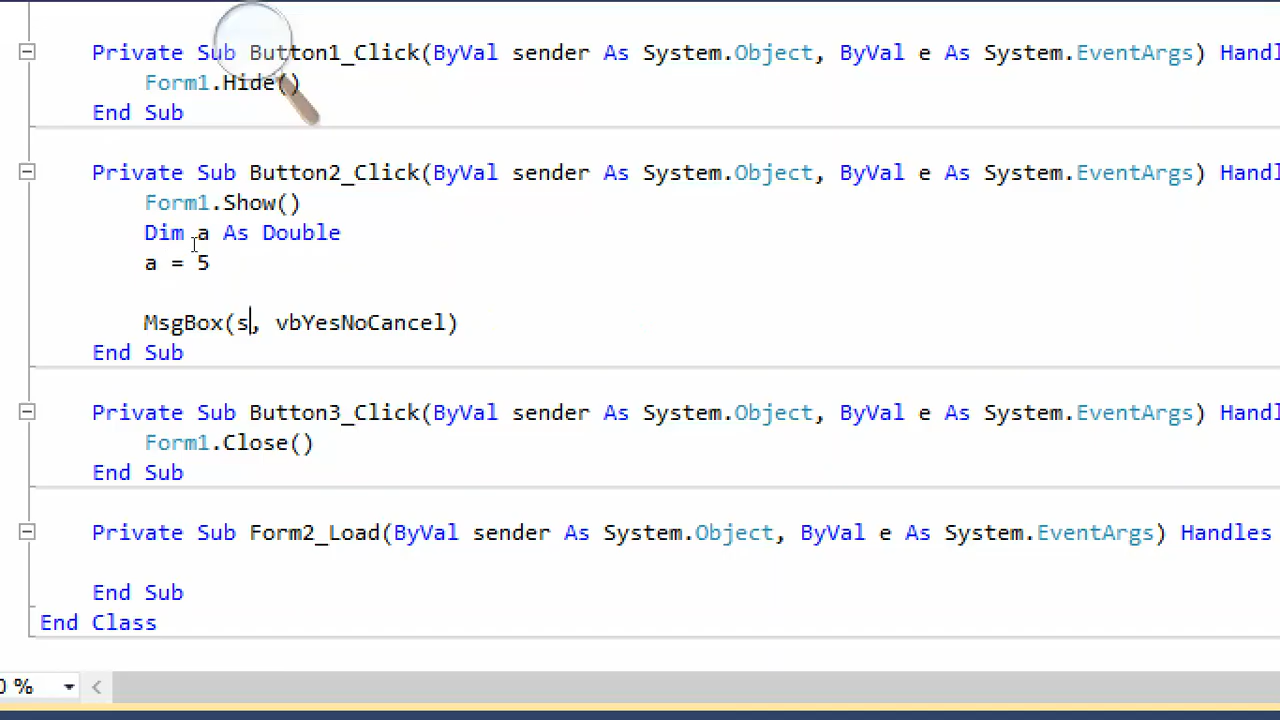 Private Sub Button1_Click(ByVal sender As System.Object, ByVal e As System.EventArgs) Handl
Form1.Hide()
End Sub
Private Sub Button2_Click(ByVal sender As System.Object, ByVal e As System.EventArgs) Handl
Form1.Show()
Dim a As Double
a = 5
MsgBox(s, vbYesNoCancel)
End Sub
Private Sub Button3_Click(ByVal sender As System.Object, ByVal e As System.EventArgs) Handl
Form1.Close()
End Sub
Private Sub Form2_Load(ByVal sender As System.Object, ByVal e As System.EventArgs) Handles
End Sub
End Class
0 %